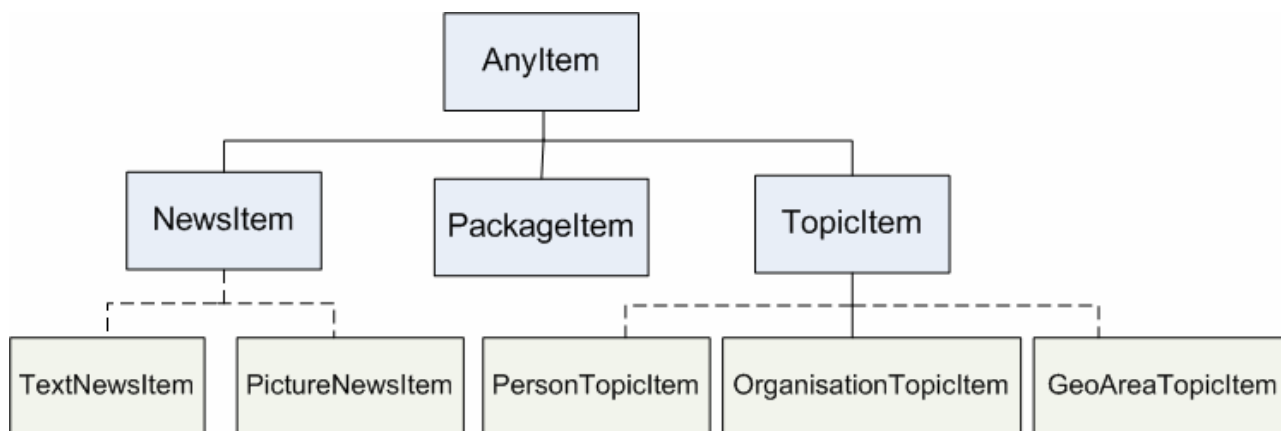 AnyItem
NewsItem
PackageItem
TopicItem
TextNewsItem
PictureNewsItem
PersonTopicItem
OrganisationTopicItem
GeoAreaTopicItem